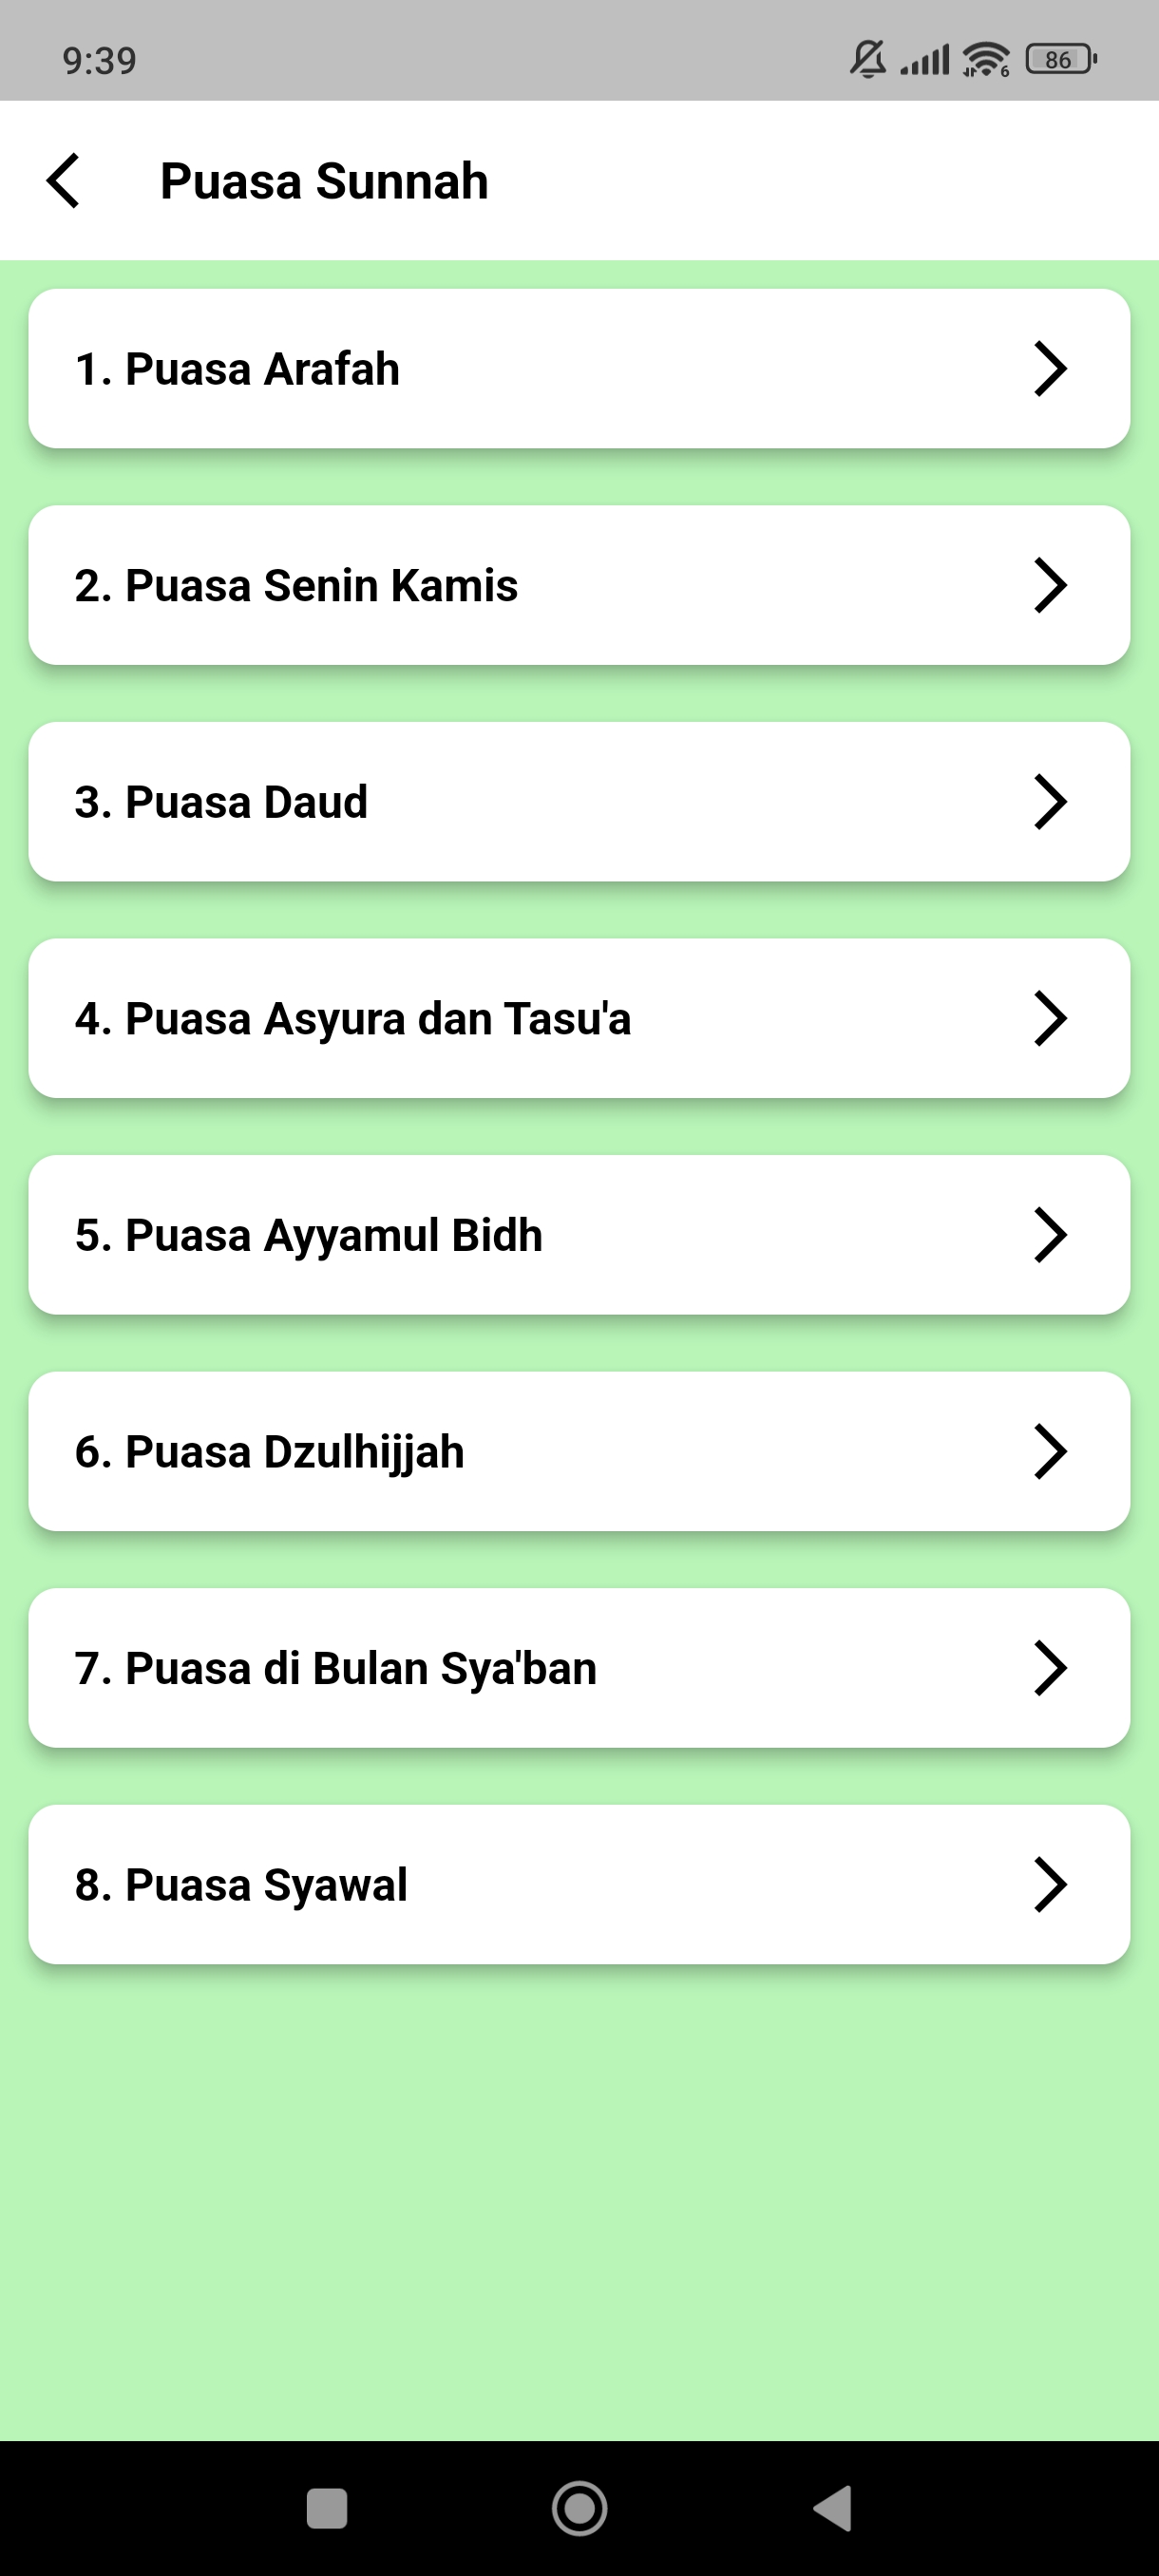 9:39
6
86
Puasa Sunnah
1. Puasa Arafah
2. Puasa Senin Kamis
3. Puasa Daud
4. Puasa Asyura dan Tasu'a
5. Puasa Ayyamul Bidh
6. Puasa Dzulhijjah
7. Puasa di Bulan Sya'ban
8. Puasa Syawal